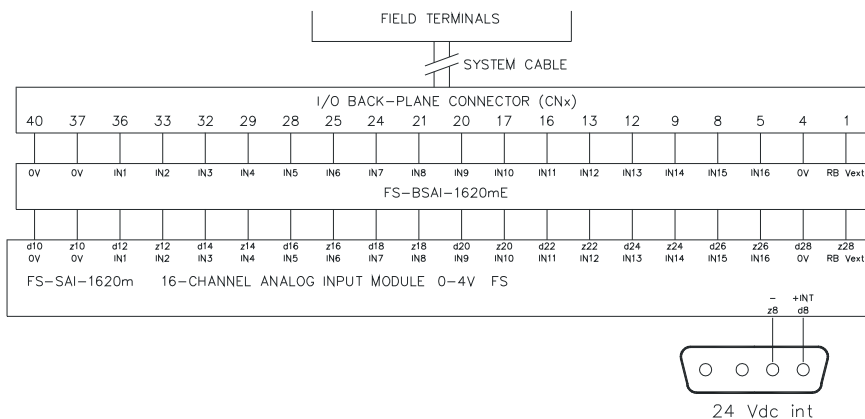 FIELD TERMINALS
SYSTEM CABLE
I/O BACK-PLANE CONNECTOR (CNx)
40 37 36 33 32 29 28 25 24 21 20 17 16 13 12 9 8 5 4 1
0V 0V IN1 IN2 IN3 IN4 IN5 IN6 IN7 IN8 IN9 IN10 IN11 IN12 IN13 IN14 IN15 IN16 0V RB Vext
FS-BSAI-1620mE
d10 z10 d12 z12 d14 z14 d16 z16 d18 z18 d20 z20 d22 z22 d24 z24 d26 z26 d28 z28
0V 0V IN1 IN2 IN3 IN4 IN5 IN6 IN7 IN8 IN9 IN10 IN11 IN12 IN13 IN14 IN15 IN16 0V RB Vext
FS-SAI-1620m 16-CHANNEL ANALOG INPUT MODULE 0-4V FS
- +INT
z8 d8
24 Vdc int